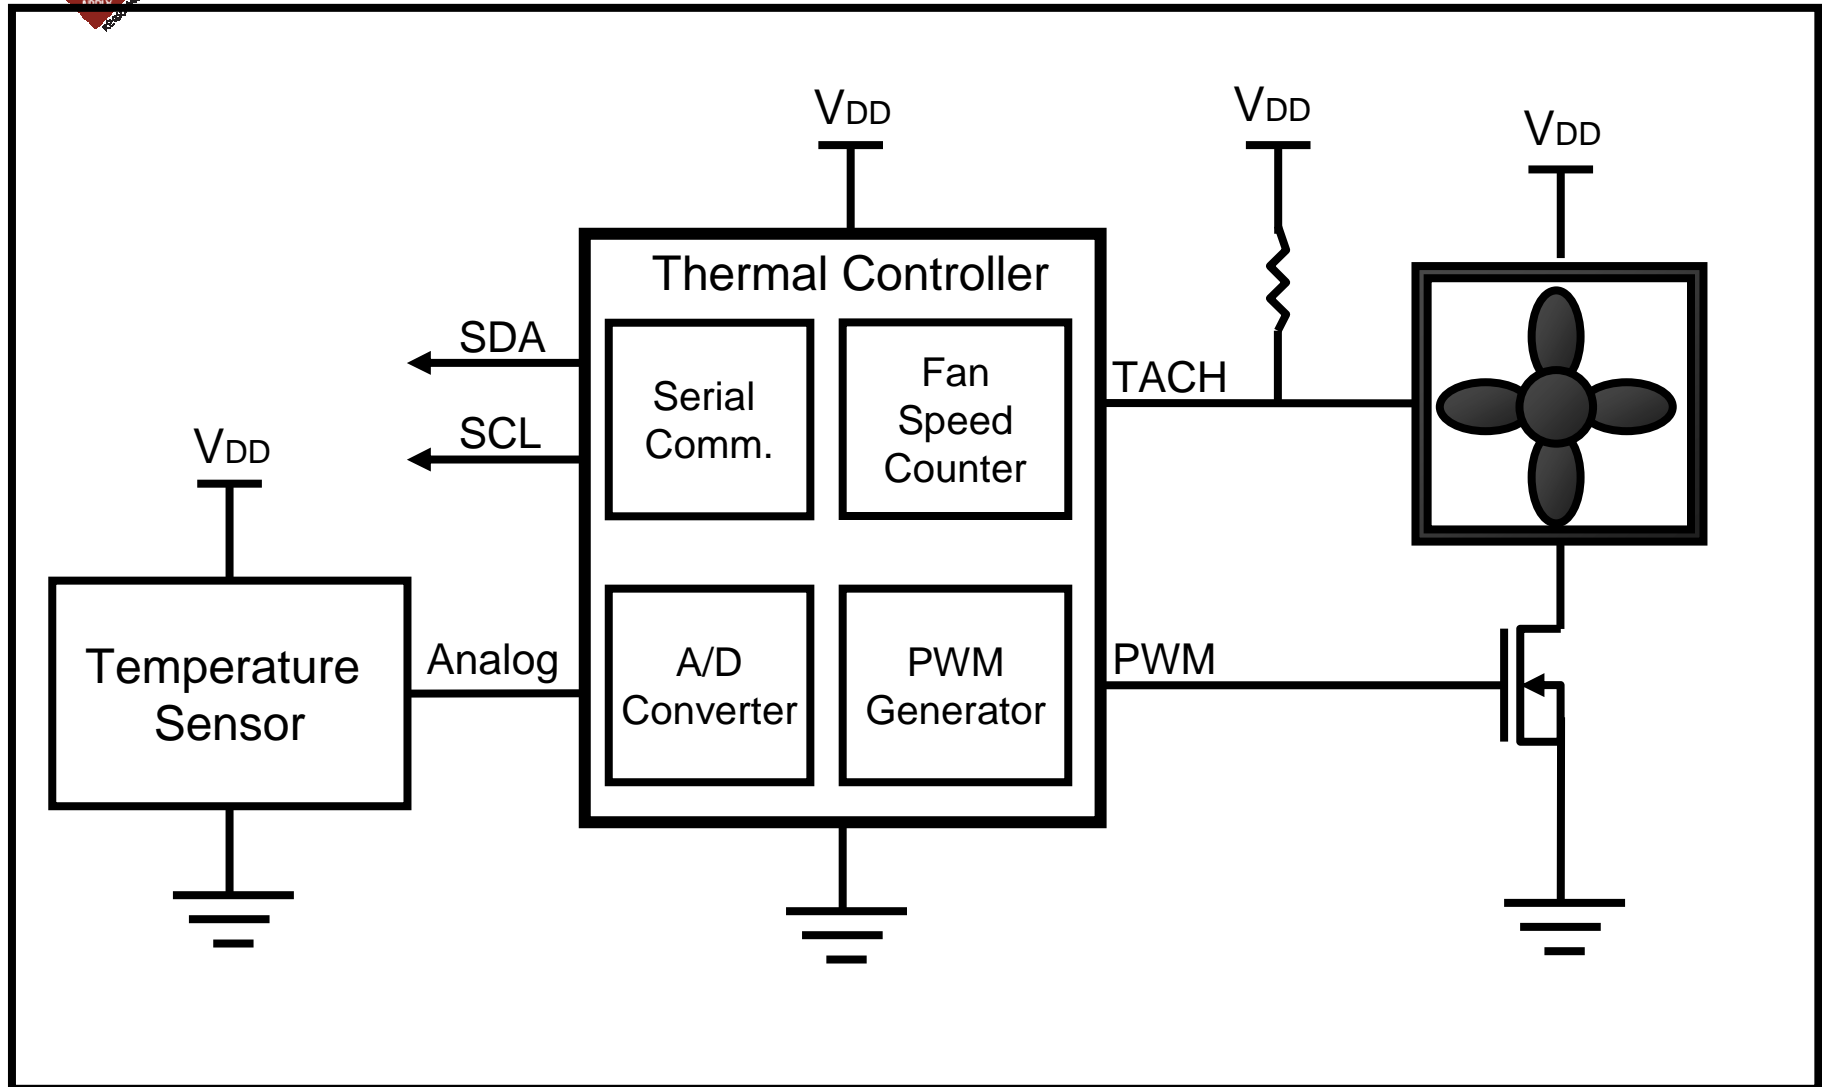 VDD
VDD
VDD
Thermal Controller
SDA
Serial
Comm.
Fan
Speed
Counter
TACH
SCL
VDD
Temperature
Sensor
Analog
A/D
Converter
PWM
Generator
PWM